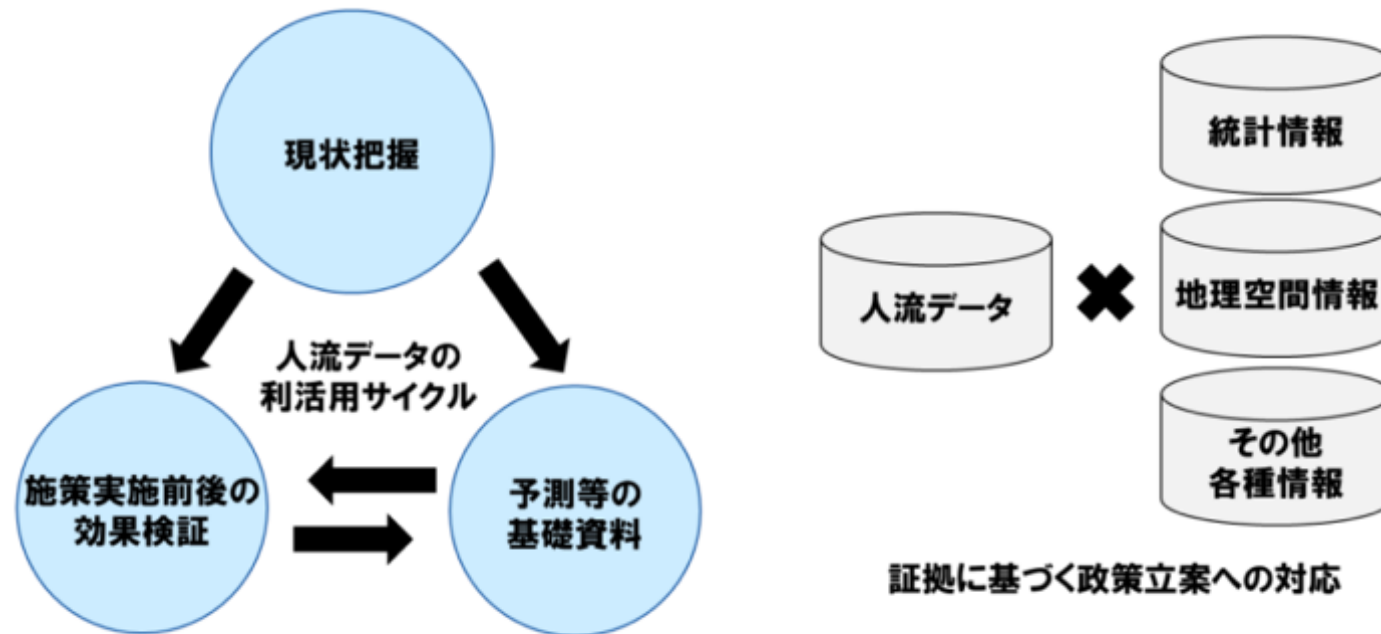 現状把握
人流データの
利活用サイクル
施策実施前後の
効果検証
予測等の
基礎資料
統計情報
人流データ
地理空間情報
その他
各種情報
証拠に基づく政策立案への対応